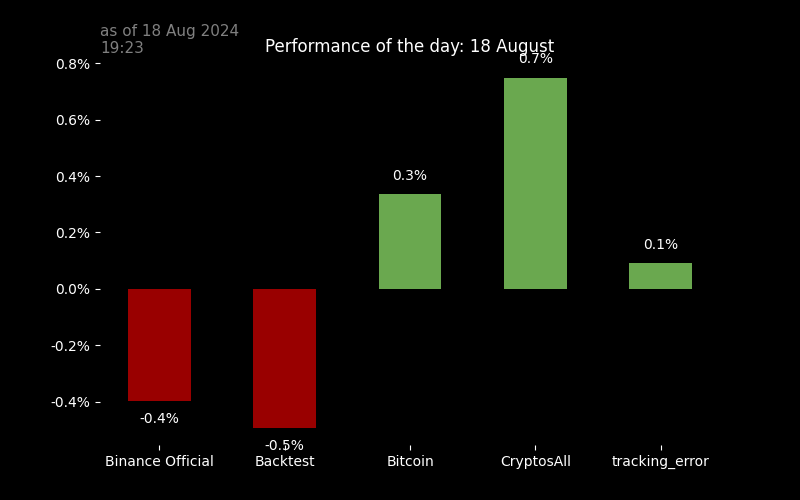 as of 18 Aug 2024
19:23
Performance of the day: 18 August
0.8%
0.6%
0.4%
0.2%
0.0%
-0.2%
-0.4%
-0.4%
-0.5%
0.3%
0.7%
0.1%
Binance Official
Backtest
Bitcoin
CryptosAll
tracking_error